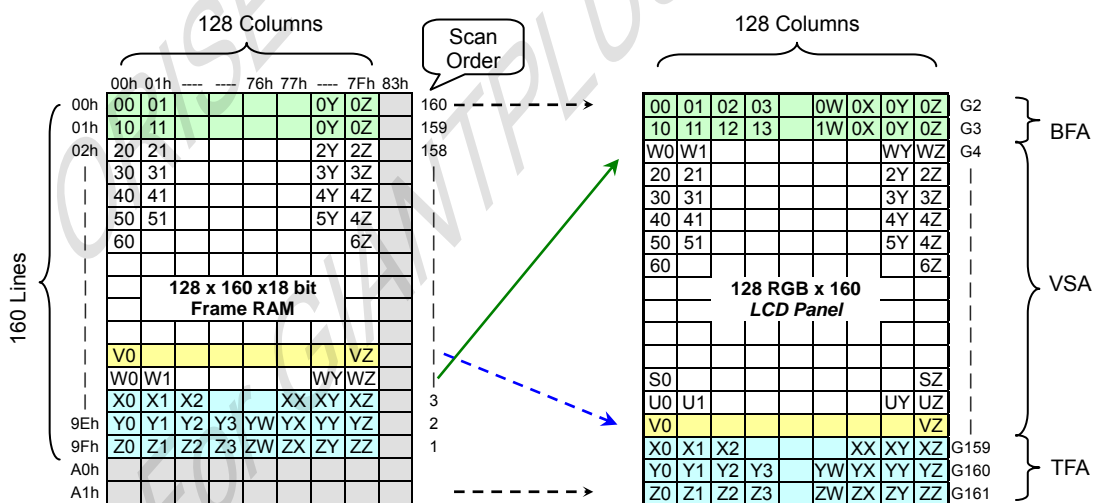 128 Columns
128 Columns
Scan
Order
00h 01h ---- ---- 76h 77h ---- 7Fh 83h
00h 00 01 0Y 0Z 160 00 01 02 03 0W 0X 0Y 0Z G2
01h 10 11 0Y 0Z 159 10 11 12 13 1W 0X 0Y 0Z G3
BFA
02h 20 21 2Y 2Z 158 W0 W1 WY WZ G4
30 31 3Y 3Z 20 21 2Y 2Z
40 41 4Y 4Z 30 31 3Y 3Z
50 51 5Y 4Z 40 41 4Y 4Z
60 6Z 50 51 5Y 4Z
60 6Z
160 Lines
128 x 160 x18 bit
Frame RAM
128 RGB x 160
LCD Panel
VSA
V0 VZ
W0 W1 WY WZ S0 SZ
X0 X1 X2 XX XY XZ 3 U0 U1 UY UZ
9Eh Y0 Y1 Y2 Y3 YW YX YY YZ 2 V0 VZ
9Fh Z0 Z1 Z2 Z3 ZW ZX ZY ZZ 1 X0 X1 X2 XX XY XZ G159
A0h Y0 Y1 Y2 Y3 YW YX YY YZ G160
TFA
A1h Z0 Z1 Z2 Z3 ZW ZX ZY ZZ G161
ORISE
For GIANTPLUS